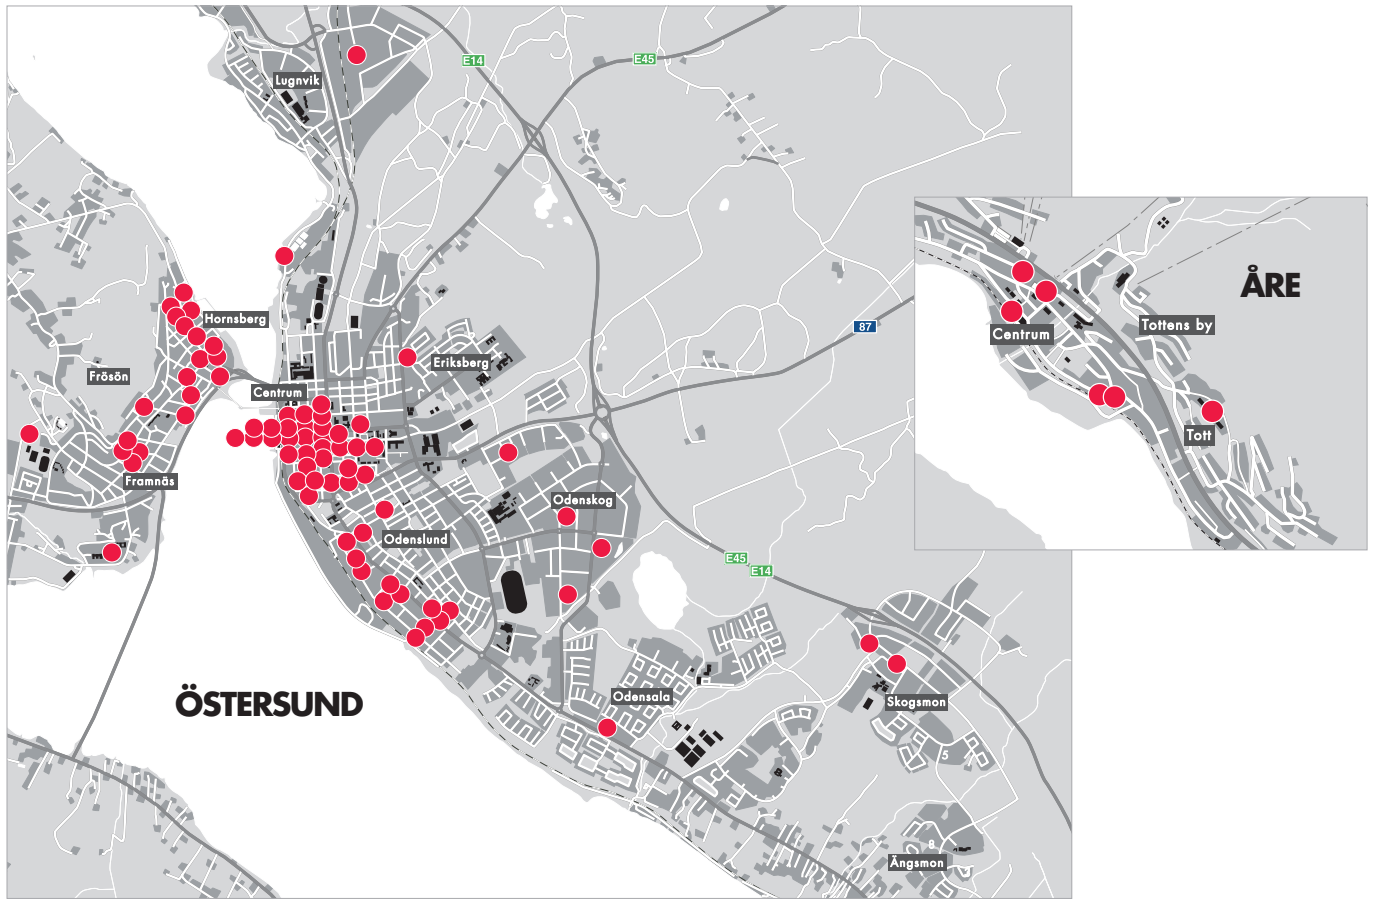 E14
E45
Lugnvik
ÅRE
Hornsberg
87
Tottens by
Centrum
Eriksberg
Frösön
Centrum
Tott
Framnäs
Odenskog
Odenslund
E45
E14
Odensala
ÖSTERSUND
Skogsmon
5
8
Ängsmon